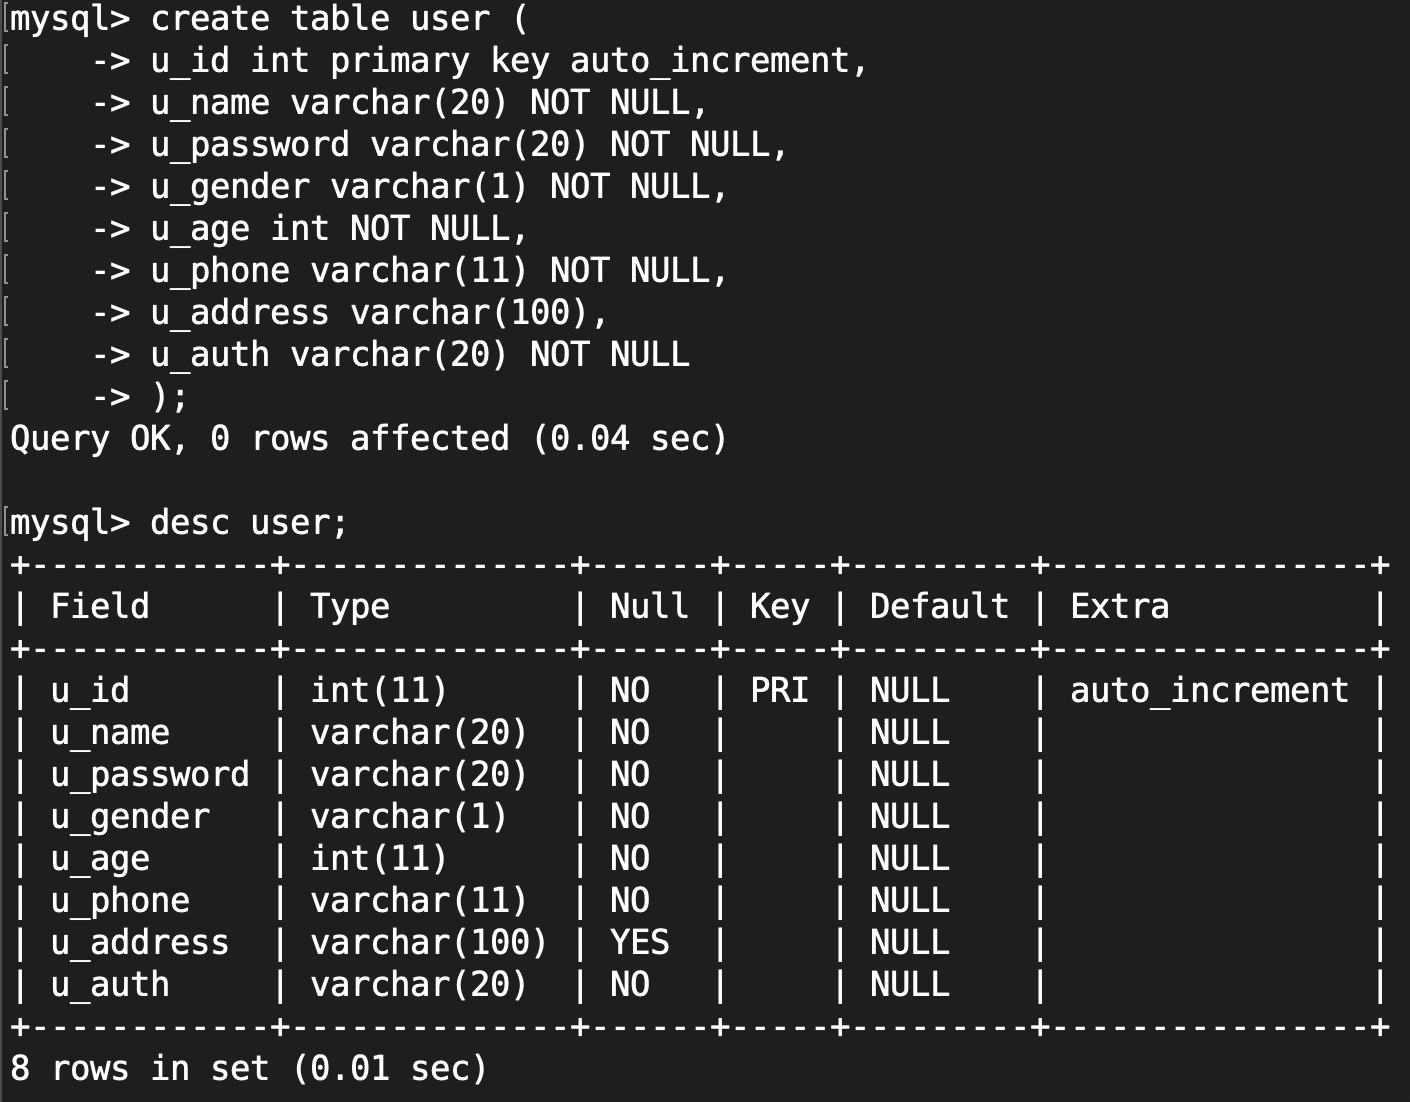 mysql> create table user (
    -> u_id int primary key auto_increment,
    -> u_name varchar(20) NOT NULL,
    -> u_password varchar(20) NOT NULL,
    -> u_gender varchar(1) NOT NULL,
    -> u_age int NOT NULL,
    -> u_phone varchar(11) NOT NULL,
    -> u_address varchar(100),
    -> u_auth varchar(20) NOT NULL
    -> );
Query OK, 0 rows affected (0.04 sec)

mysql> desc user;
+------------+--------------+------+-----+---------+----------------+
| Field      | Type         | Null | Key | Default | Extra          |
+------------+--------------+------+-----+---------+----------------+
| u_id       | int(11)      | NO   | PRI | NULL    | auto_increment |
| u_name     | varchar(20)  | NO   |     | NULL    |                |
| u_password | varchar(20)  | NO   |     | NULL    |                |
| u_gender   | varchar(1)   | NO   |     | NULL    |                |
| u_age      | int(11)      | NO   |     | NULL    |                |
| u_phone    | varchar(11)  | NO   |     | NULL    |                |
| u_address  | varchar(100) | YES  |     | NULL    |                |
| u_auth     | varchar(20)  | NO   |     | NULL    |                |
+------------+--------------+------+-----+---------+----------------+
8 rows in set (0.01 sec)